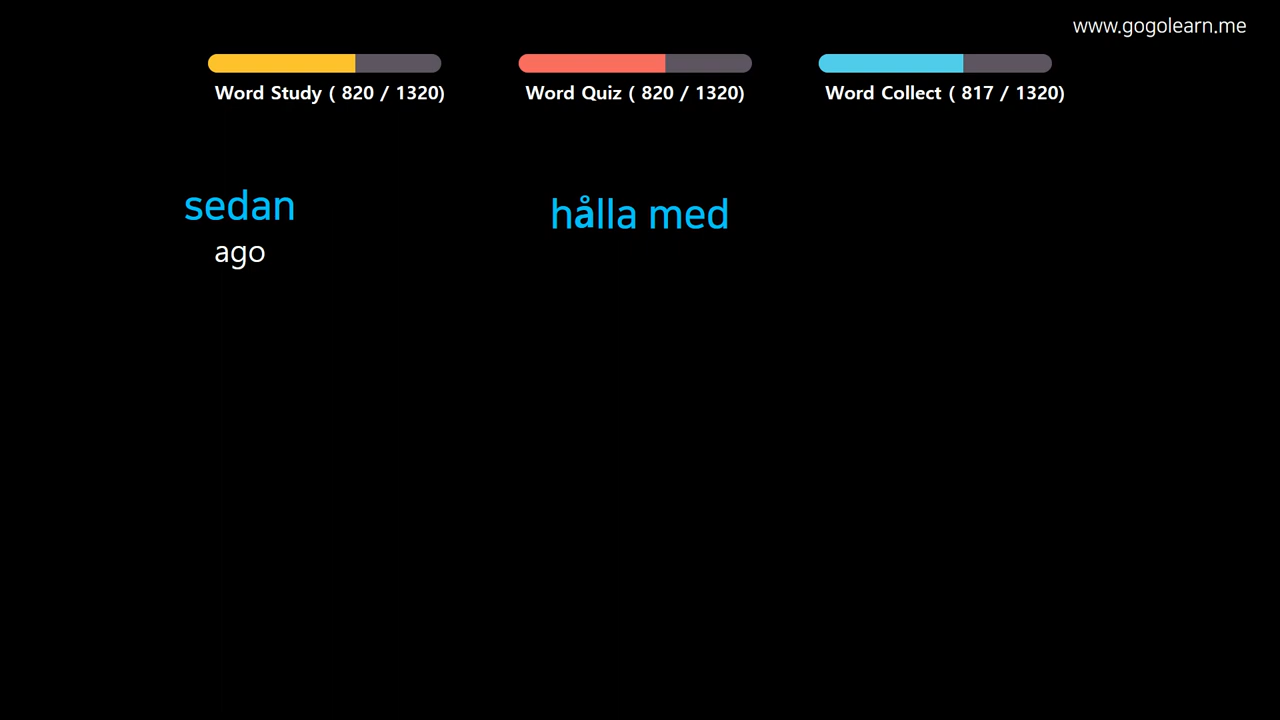 www.gogolearn.me
Word Study ( 820 / 1320)
Word Quiz ( 820 / 1320)
Word Collect ( 817 / 1320)
sedan
ago
hålla med